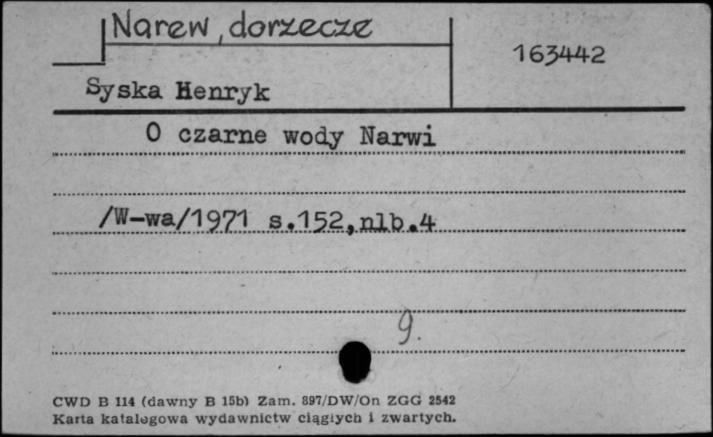 Narew, dorzecze
163442
Syska Henryk
O czarne wody Narwi
/W-wa/1971 s.152,nlb.4
9.
CWD B 114 (dawny B 15b) Zam. 897/DW/On ZGG 2542
Karta katalogowa wydawnictw ciągłych i zwartych.